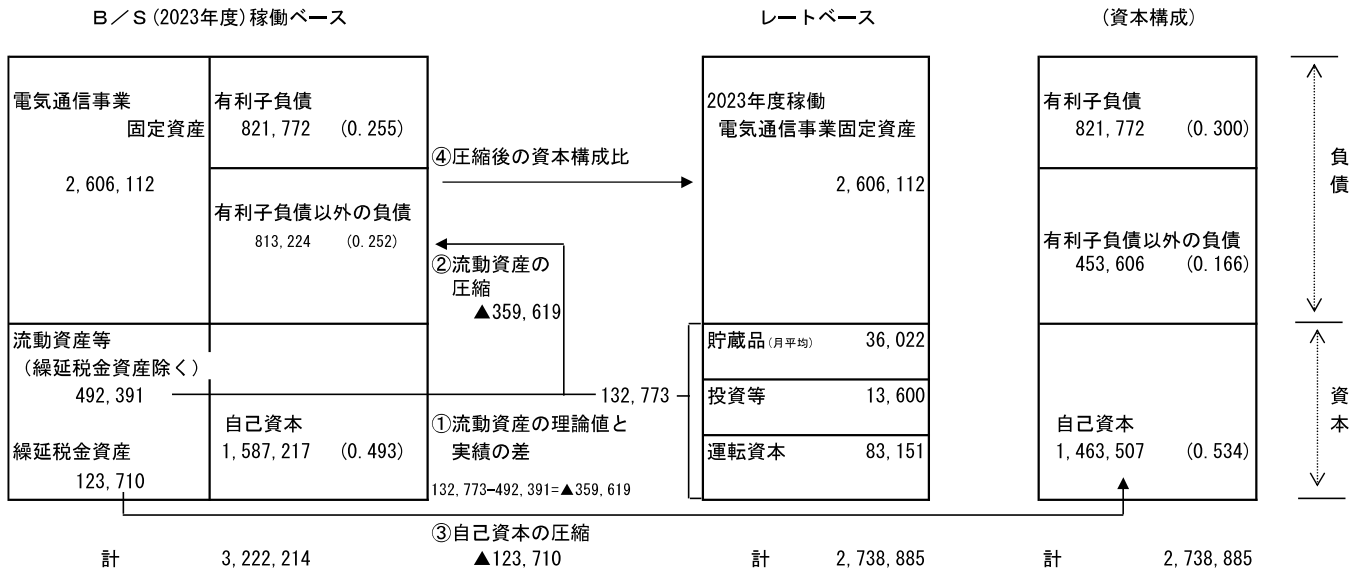 B/S(2023年度)稼働ベース
電気通信事業
固定資産
2,606,112
有利子負債
821,772 (0.255)
有利子負債以外の負債
813,224 (0.252)
流動資産等
(繰延税金資産除く)
492,391
繰延税金資産
123,710
自己資本
1,587,217 (0.493)
計 3,222,214
④圧縮後の資本構成比
②流動資産の
圧縮
▲359,619
132,773
①流動資産の理論値と
実績の差
132,773−492,391=▲359,619
③自己資本の圧縮
▲123,710
レートベース
2023年度稼働
電気通信事業固定資産
2,606,112
貯蔵品(月平均) 36,022
投資等 13,600
運転資本 83,151
計 2,738,885
(資本構成)
有利子負債
821,772 (0.300)
有利子負債以外の負債
453,606 (0.166)
自己資本
1,463,507 (0.534)
計 2,738,885
負債
資本